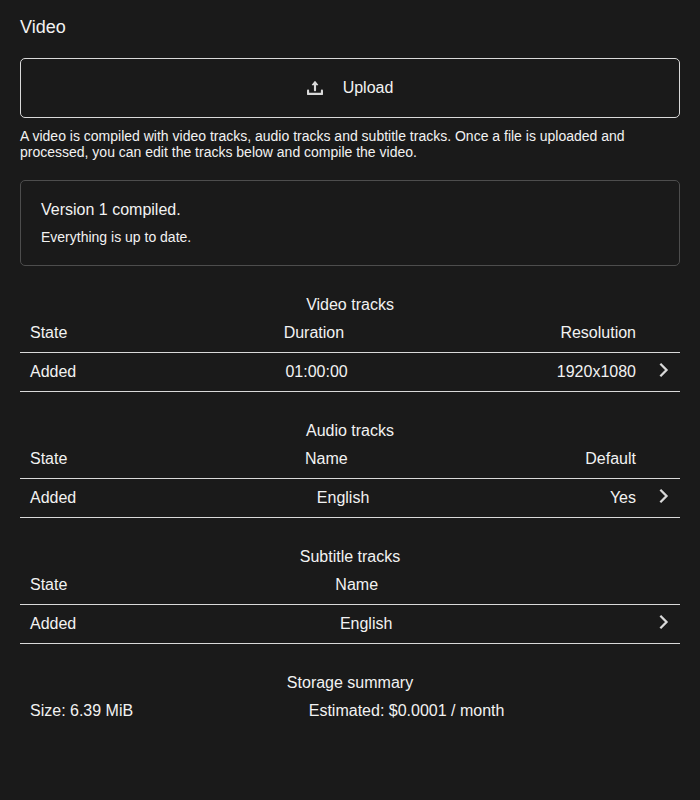 Video
Upload
A video is compiled with video tracks, audio tracks and subtitle tracks. Once a file is uploaded and
processed, you can edit the tracks below and compile the video.
Version 1 compiled.
Everything is up to date.
Video tracks
State Duration Resolution
Added 01:00:00 1920x1080
Audio tracks
State Name Default
Added English Yes
Subtitle tracks
State Name
Added English
Storage summary
Size: 6.39 MiB Estimated: $0.0001 / month